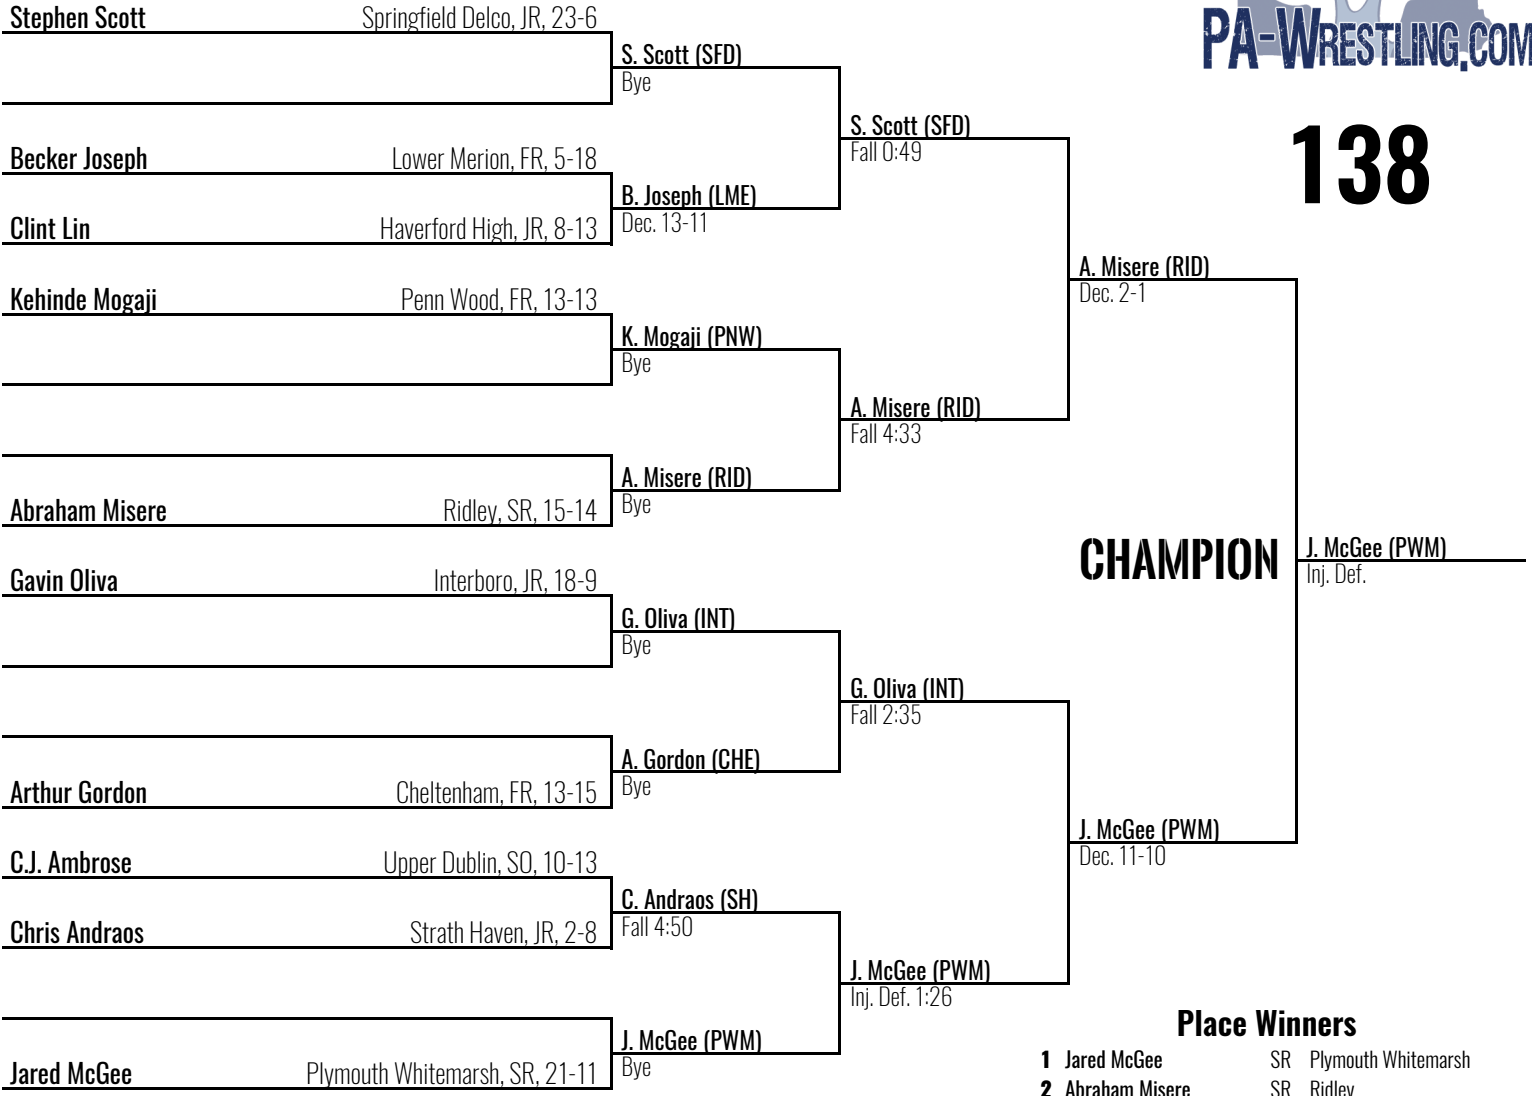 Stephen Scott Springfield Delco, JR, 23-6
S. Scott (SFD)
Bye
Becker Joseph Lower Merion, FR, 5-18
B. Joseph (LME)
Dec. 13-11
Clint Lin Haverford High, JR, 8-13
S. Scott (SFD)
Fall 0:49
Kehinde Mogaji Penn Wood, FR, 13-13
K. Mogaji (PNW)
Bye
A. Misere (RID)
Fall 4:33
A. Misere (RID)
Bye
Abraham Misere Ridley, SR, 15-14
A. Misere (RID)
Dec. 2-1
Gavin Oliva Interboro, JR, 18-9
G. Oliva (INT)
Bye
G. Oliva (INT)
Fall 2:35
A. Gordon (CHE)
Bye
Arthur Gordon Cheltenham, FR, 13-15
C.J. Ambrose Upper Dublin, SO, 10-13
C. Andraos (SH)
Fall 4:50
Chris Andraos Strath Haven, JR, 2-8
J. McGee (PWM)
Inj. Def. 1:26
J. McGee (PWM)
Bye
Jared McGee Plymouth Whitemarsh, SR, 21-11
J. McGee (PWM)
Dec. 11-10
CHAMPION
J. McGee (PWM)
Inj. Def.
PA-WRESTLING.COM
138
Place Winners
1 Jared McGee SR Plymouth Whitemarsh
2 Abraham Misere SR Ridley